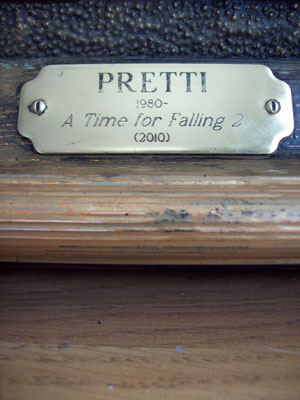 PRETTI
1980-
A Time for Falling 2
(2010)